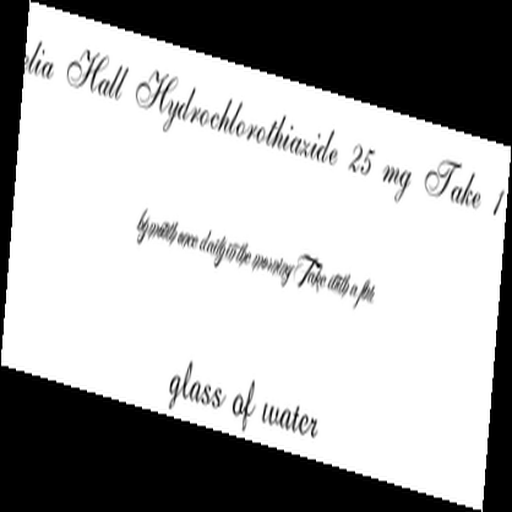 elia Hall Hydrochlorothiazide 25 mg Take 1
by mouth once daily in the morning Take with a full
glass of water